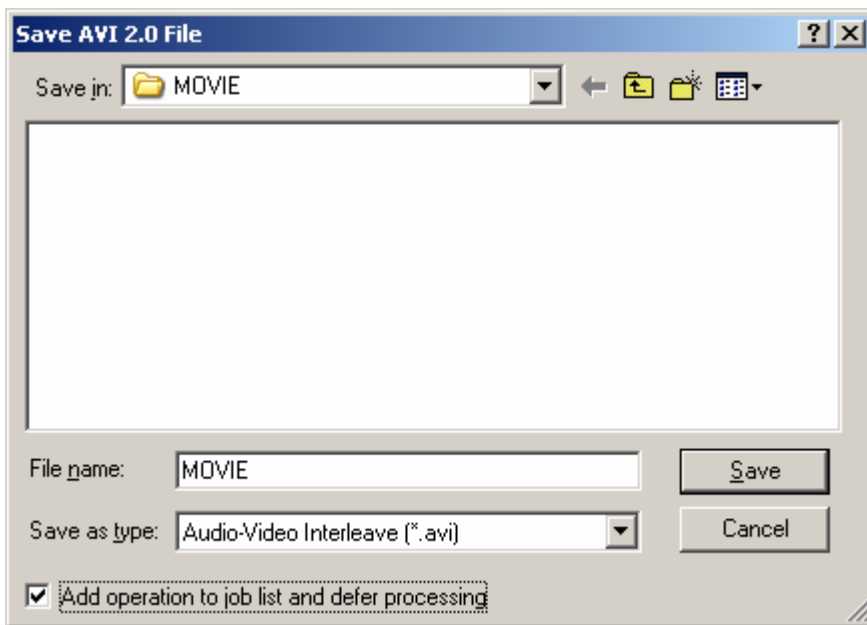 Save AVI 2.0 File
Save in: MOVIE
File name: MOVIE
Save
Save as type: Audio-Video Interleave (*.avi)
Cancel
Add operation to job list and defer processing